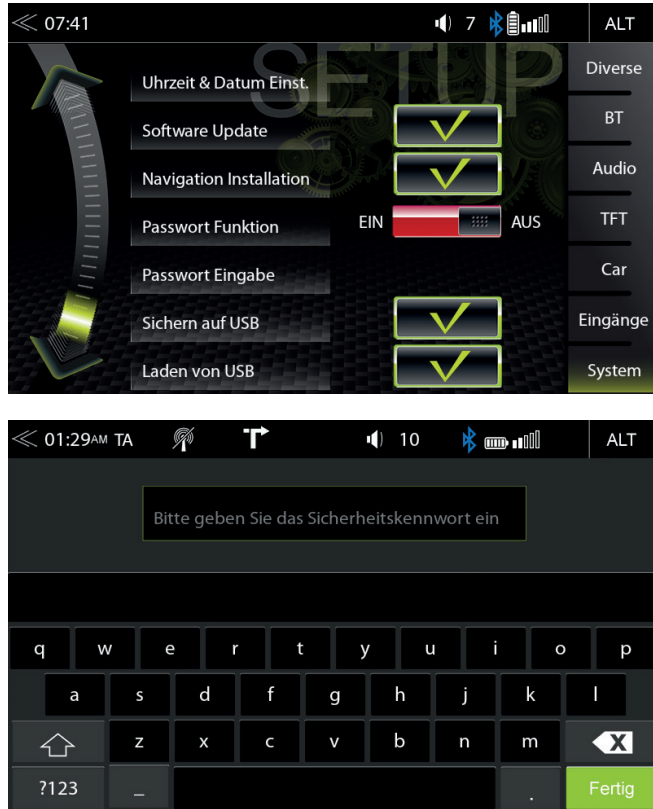 07:41 7 ALT
SETUP
Diverse
Uhrzeit & Datum Einst.
Software Update
BT
Navigation Installation
Audio
Passwort Funktion EIN AUS
TFT
Passwort Eingabe
Car
Sichern auf USB
Eingänge
Laden von USB
System
01:29AM TA 10 ALT
Bitte geben Sie das Sicherheitskennwort ein
q w e r t y u i o p
a s d f g h j k l
z x c v b n m X
?123 _ . Fertig